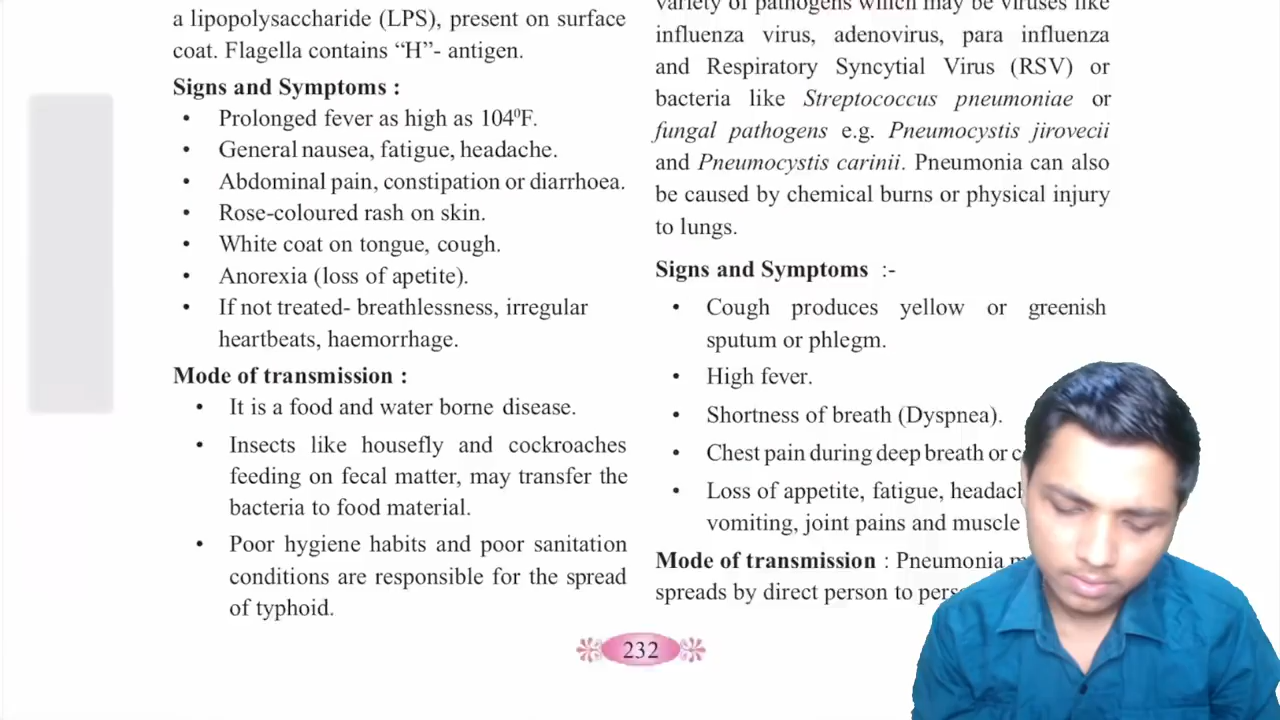 a lipopolysaccharide (LPS), present on surface
coat. Flagella contains “H”- antigen.
Signs and Symptoms :
• Prolonged fever as high as 104⁰F.
• General nausea, fatigue, headache.
• Abdominal pain, constipation or diarrhoea.
• Rose-coloured rash on skin.
• White coat on tongue, cough.
• Anorexia (loss of apetite).
• If not treated- breathlessness, irregular
heartbeats, haemorrhage.
Mode of transmission :
• It is a food and water borne disease.
• Insects like housefly and cockroaches
feeding on fecal matter, may transfer the
bacteria to food material.
• Poor hygiene habits and poor sanitation
conditions are responsible for the spread
of typhoid.
variety of pathogens which may be viruses like
influenza virus, adenovirus, para influenza
and Respiratory Syncytial Virus (RSV) or
bacteria like Streptococcus pneumoniae or
fungal pathogens e.g. Pneumocystis jirovecii
and Pneumocystis carinii. Pneumonia can also
be caused by chemical burns or physical injury
to lungs.
Signs and Symptoms :-
• Cough produces yellow or greenish
sputum or phlegm.
• High fever.
• Shortness of breath (Dyspnea).
• Chest pain during deep breath or
• Loss of appetite, fatigue,
vomiting, joint pains and muscle
Mode of transmission : Pneumonia
spreads by direct person to
232